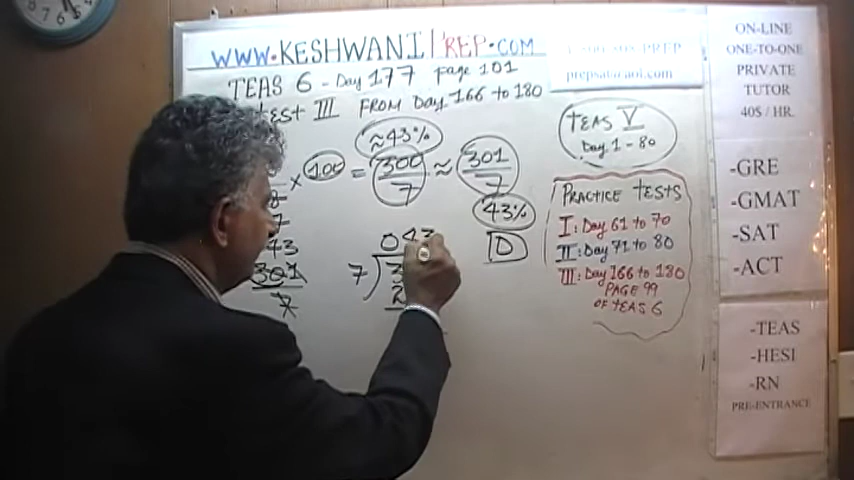 WWW.KESHWANIPREP.COM
TEAS 6 - Day 177 Page 101
test III FROM Day 166 to 180
≈43%
× 100 = 300/7 ≈ 301/7
43%
D
43
301
7
043
7
prepsatorani.com
TEAS V
Day 1-80
PRACTICE TESTS
I: Day 61 to 70
II: Day 71 to 80
III: Day 166 to 180
PAGE 99
OF TEAS 6
ON-LINE
ONE-TO-ONE
PRIVATE
TUTOR
40$ / HR.
-GRE
-GMAT
-SAT
-ACT
-TEAS
-HESI
-RN
PRE-ENTRANCE